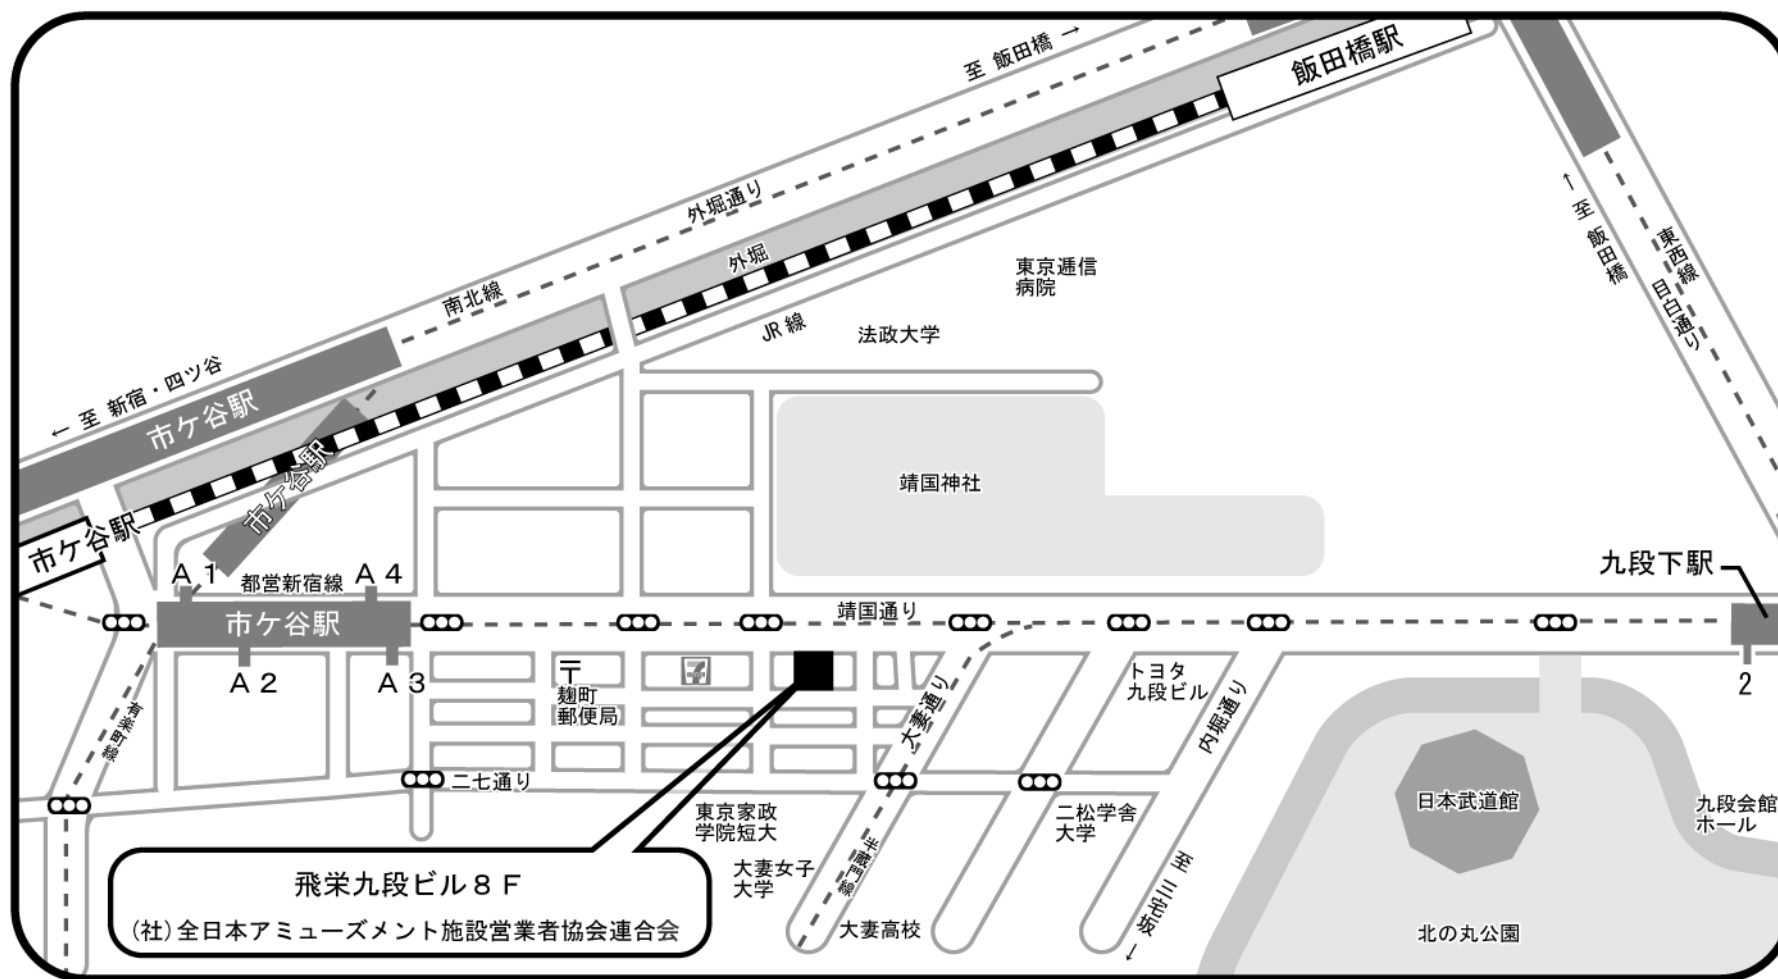 至 飯田橋 →
飯田橋駅
外堀通り
外堀
南北線
JR線
東京逓信
病院
法政大学
↑ 至 飯田橋
東西線
目白通り
← 至 新宿・四ツ谷
市ケ谷駅
市ケ谷駅
市ケ谷駅
靖国神社
九段下駅
A1
都営新宿線
A4
市ケ谷駅
靖国通り
A2
A3
2
〒
麹町
郵便局
7
トヨタ
九段ビル
大妻通り
内堀通り
有楽町線
二七通り
東京家政
学院短大
二松学舎
大学
日本武道館
九段会館
ホール
大妻女子
大学
半蔵門線
至 三宅坂 ↓
大妻高校
北の丸公園
飛栄九段ビル8F
(社)全日本アミューズメント施設営業者協会連合会